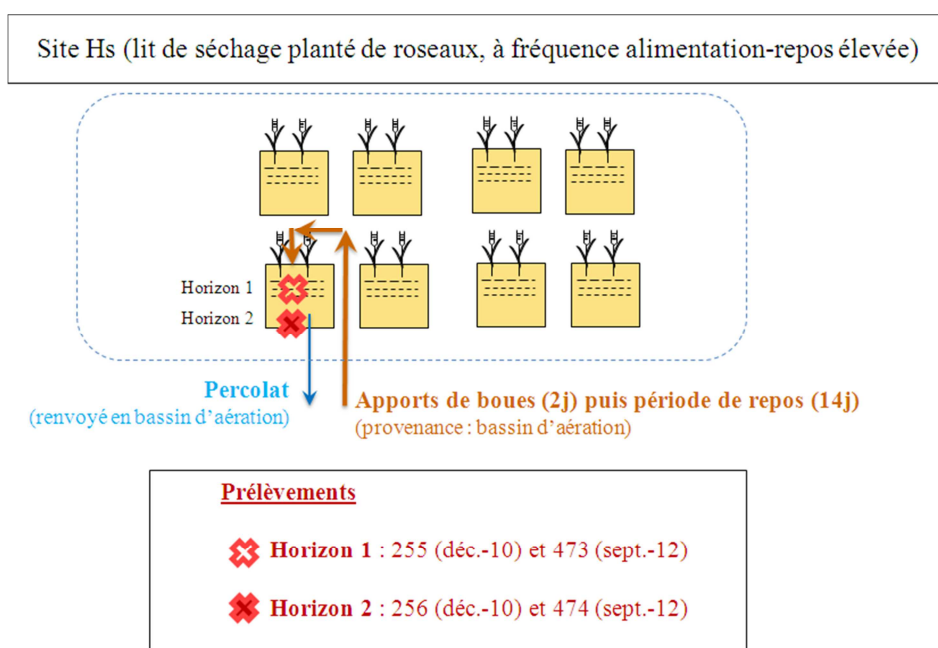 Site Hs (lit de séchage planté de roseaux, à fréquence alimentation-repos élevée)
Horizon 1
Horizon 2
Percolat
(renvoyé en bassin d’aération)
Apports de boues (2j) puis période de repos (14j)
(provenance : bassin d’aération)
Prélèvements
Horizon 1 : 255 (déc.-10) et 473 (sept.-12)
Horizon 2 : 256 (déc.-10) et 474 (sept.-12)